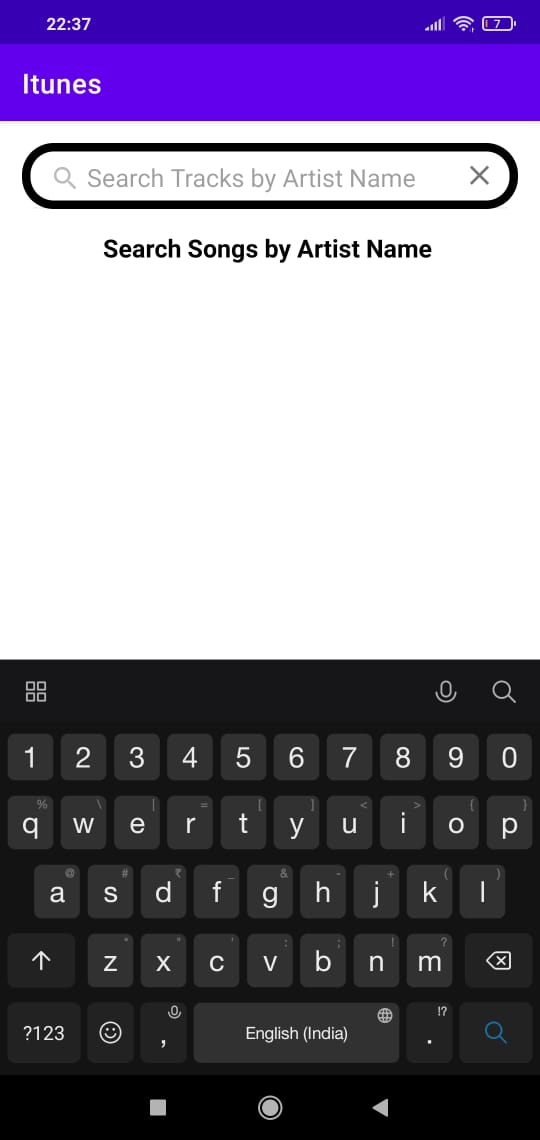 22:37
7
Itunes
Search Tracks by Artist Name
Search Songs by Artist Name
1 2 3 4 5 6 7 8 9 0
% \ | = [ ] < > { }
q w e r t y u i o p
@ # ₹ _ & - + ( )
a s d f g h j k l
* " ' : ; ! ?
z x c v b n m
!?
?123 , English (India) .